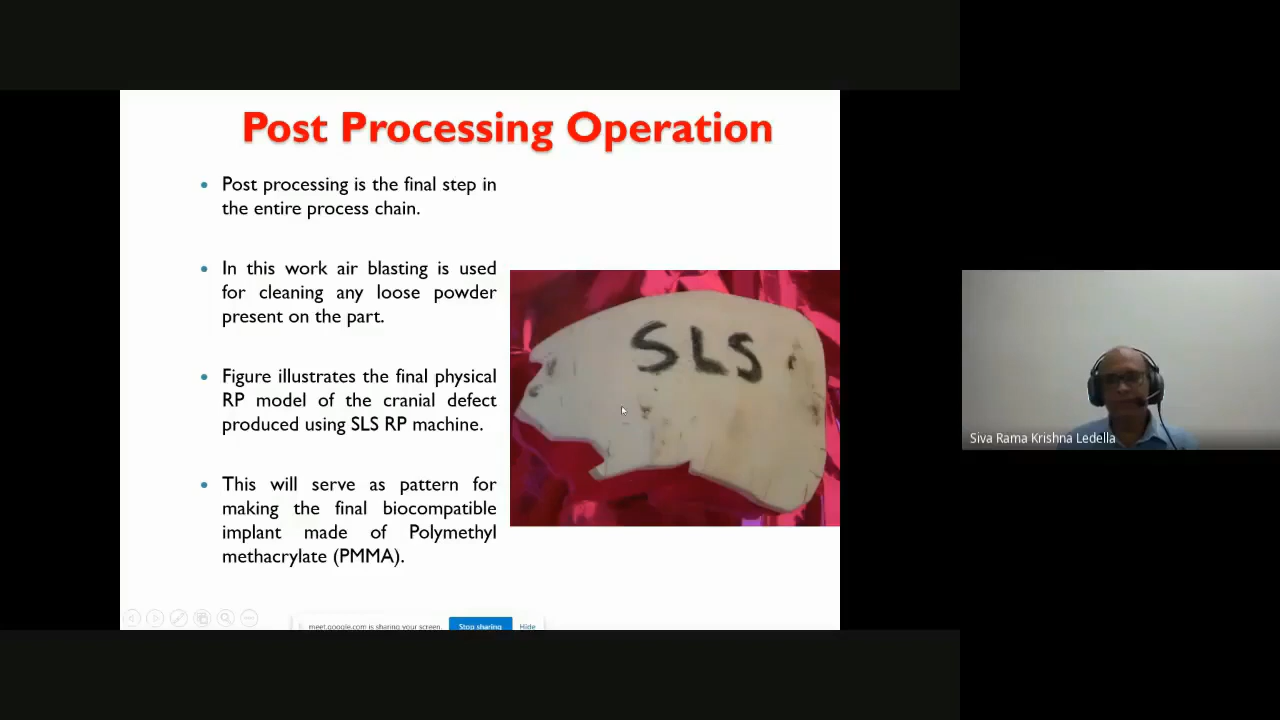 Post Processing Operation
• Post processing is the final step in
the entire process chain.
• In this work air blasting is used
for cleaning any loose powder
present on the part.
• Figure illustrates the final physical
RP model of the cranial defect
produced using SLS RP machine.
• This will serve as pattern for
making the final biocompatible
implant made of Polymethyl
methacrylate (PMMA).
SLS
Siva Rama Krishna Ledella
meet.google.com is sharing your screen.
Stop sharing
Hide